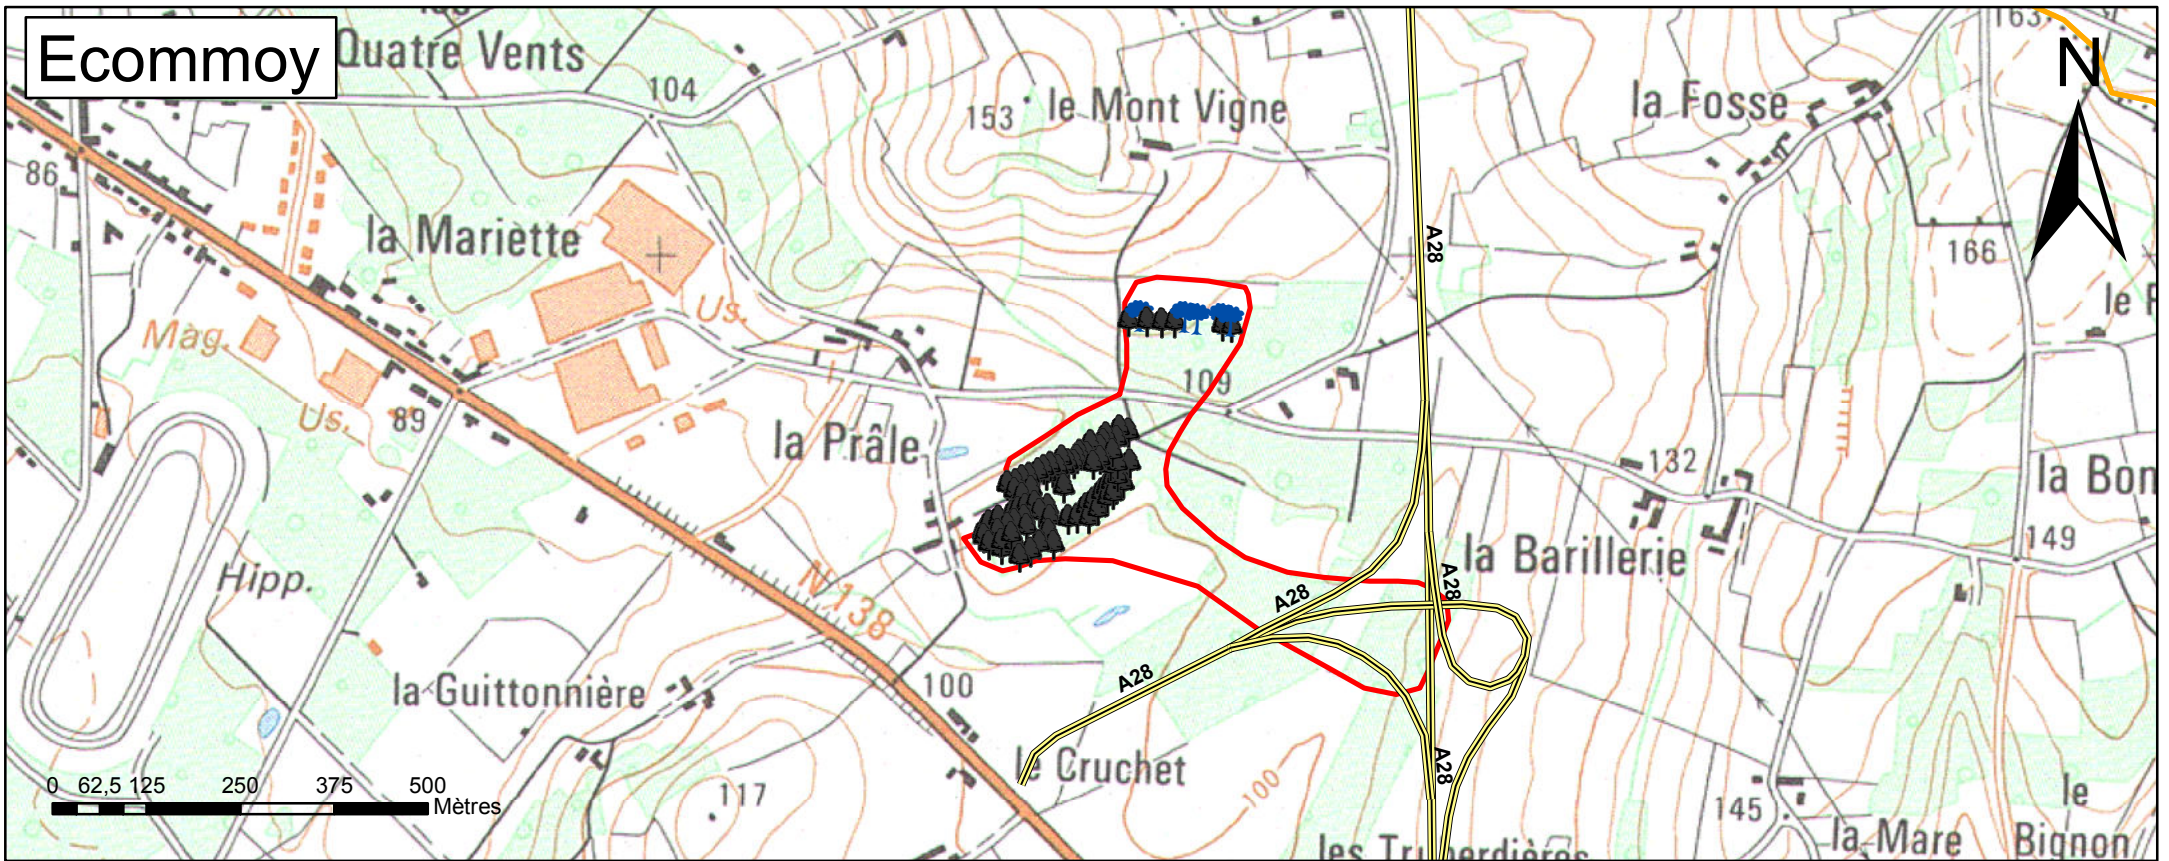 Ecommoy
Quatre Vents
104
153
le Mont Vigne
la Fosse
163
N
86
la Mariètte
Us.
A28
166
Mag.
Us.
89
109
la Prâle
132
la Bon
149
la Barillerie
Hipp.
N 138
A28
A28
la Guittonnière
100
A28
le Cruchet
A28
117
100
145
le
Bignon
la Mare
0 62,5 125 250 375 500
Mètres